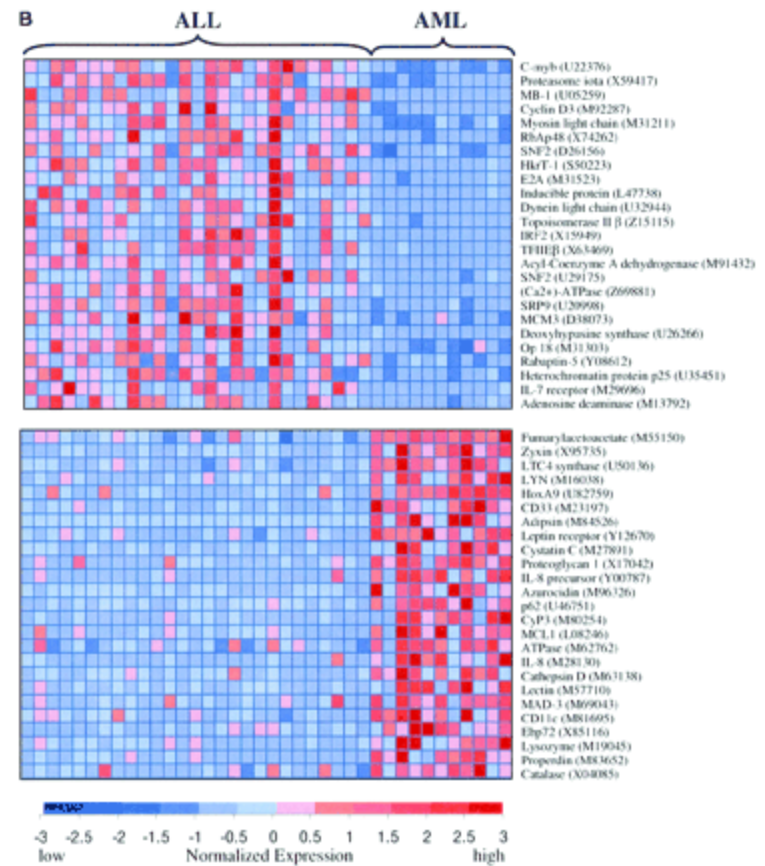 B
ALL AML
C-myb (U22376)
Proteasome iota (X59417)
MB-1 (U05259)
Cyclin D3 (M92287)
Myosin light chain (M31211)
RbAp48 (X74262)
SNF2 (D26156)
HkrT-1 (S50223)
E2A (M31523)
Inducible protein (L47738)
Dynein light chain (U32944)
Topoisomerase II β (Z15115)
IRF2 (X15949)
TFIIEβ (X63469)
Acyl-Coenzyme A dehydrogenase (M91432)
SNF2 (U29175)
(Ca2+)-ATPase (Z69881)
SRP9 (U20998)
MCM3 (D38073)
Deoxyhypusine synthase (U26266)
Op 18 (M31303)
Rabaptin-5 (Y08612)
Heterochromatin protein p25 (U35451)
IL-7 receptor (M29696)
Adenosine deaminase (M13792)
Fumarylacetoacetate (M55150)
Zyxin (X95735)
LTC4 synthase (U50136)
LYN (M16038)
HoxA9 (U82759)
CD33 (M23197)
Adipsin (M84526)
Leptin receptor (Y12670)
Cystatin C (M27891)
Proteoglycan 1 (X17042)
IL-8 precursor (Y00787)
Azurocidin (M96326)
p62 (U46751)
CyP3 (M80254)
MCL1 (L08246)
ATPase (M62762)
IL-8 (M28130)
Cathepsin D (M63138)
Lectin (M57710)
MAD-3 (M69043)
CD11c (M81695)
Ebp72 (X85116)
Lysozyme (M19045)
Properdin (M83652)
Catalase (X04085)
-3 -2.5 -2 -1.5 -1 -0.5 0 0.5 1 1.5 2 2.5 3
low Normalized Expression high